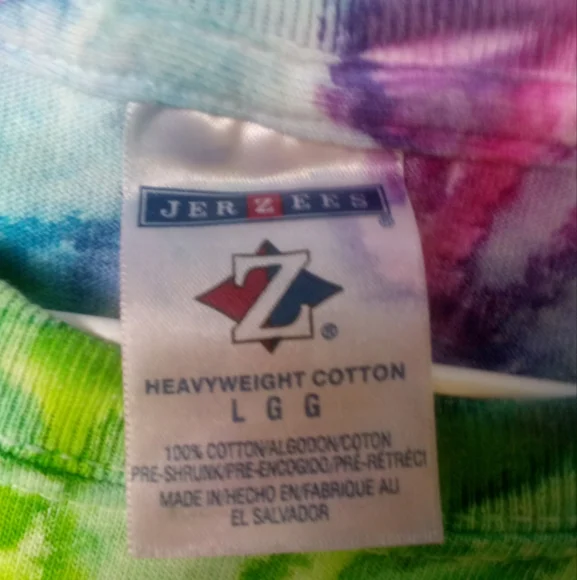 JERZEES
®
Z ®
HEAVYWEIGHT COTTON
L G G
100% COTTON/ALGODON/COTON
PRE-SHRUNK/PRE-ENCOGIDO/PRÉ-RÉTRÉCI
MADE IN/HECHO EN/FABRIQUE AU
EL SALVADOR